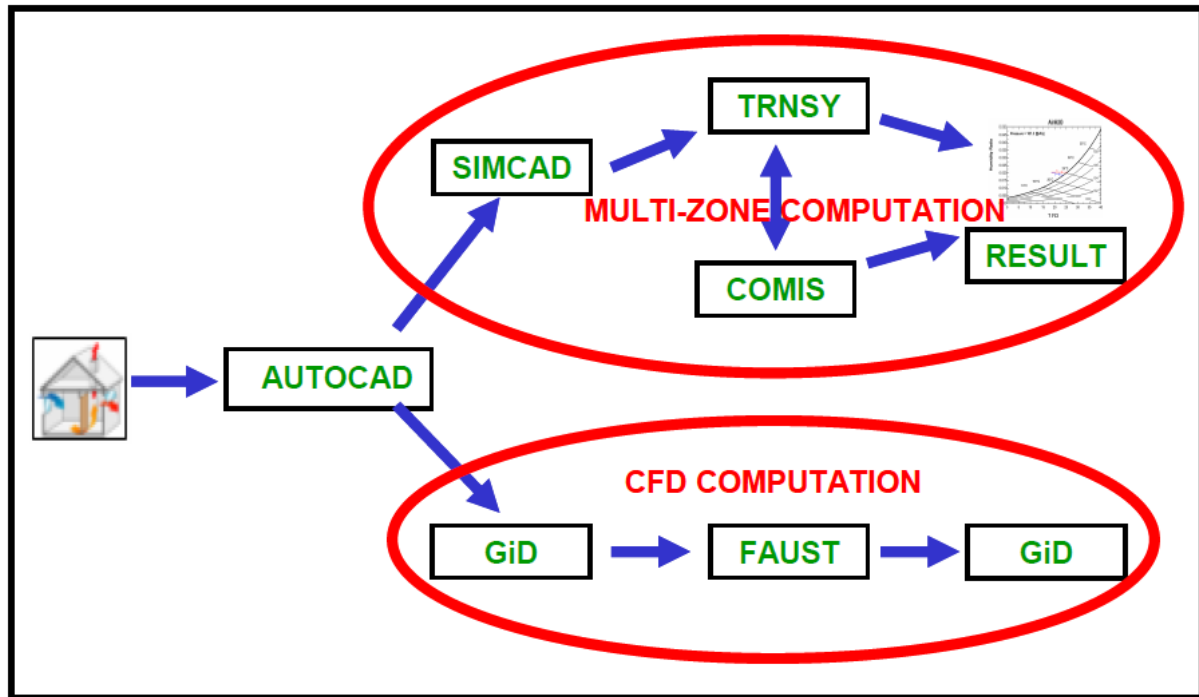 TRNSY
SIMCAD
MULTI-ZONE COMPUTATION
COMIS
RESULT
AUTOCAD
CFD COMPUTATION
GiD
FAUST
GiD